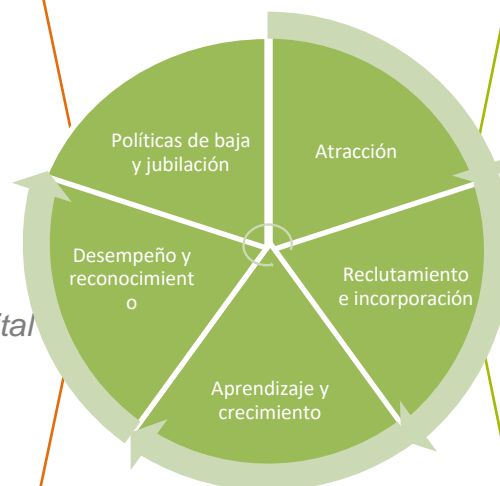 Políticas de baja
y jubilación
Atracción
Desempeño y
reconocimient
o
Reclutamiento
e incorporación
ital
Aprendizaje y
crecimiento